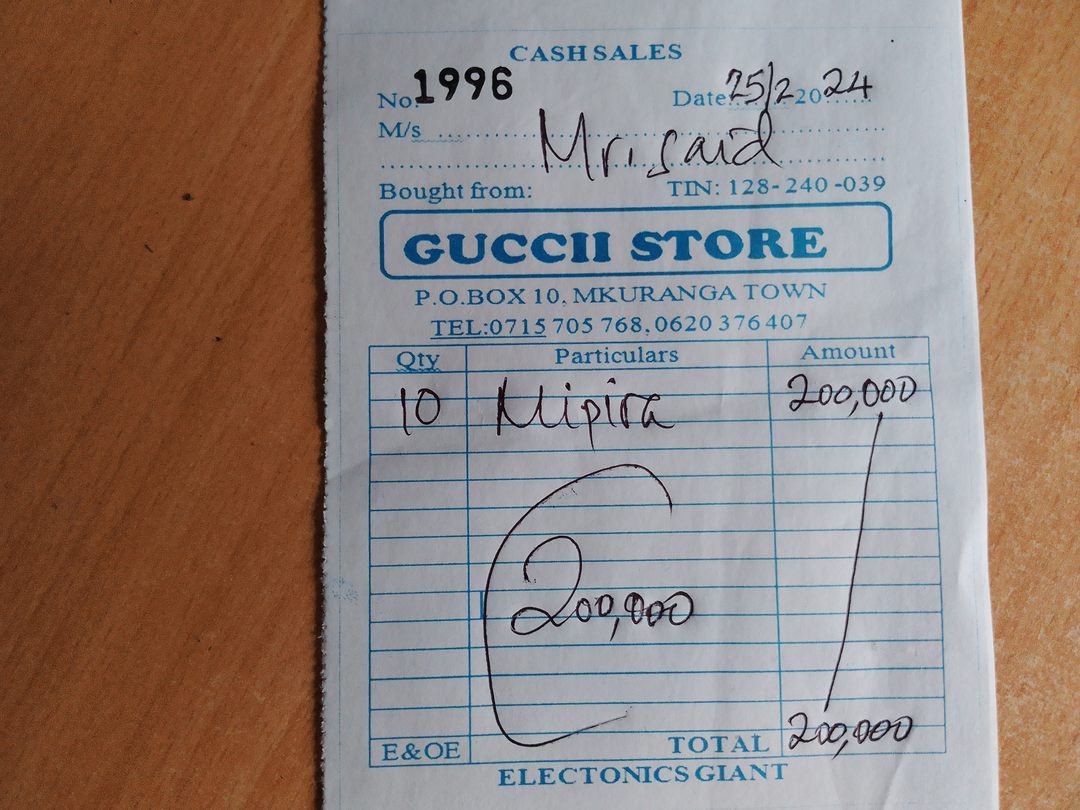 CASH SALES
No. 1996 Date 25/2 2024
M/s Mr. Said
Bought from: TIN: 128-240-039
GUCCII STORE
P.O.BOX 10, MKURANGA TOWN
TEL:0715 705 768, 0620 376 407
Qty Particulars Amount
10 Mipira 200,000
200,000
E&OE TOTAL 200,000
ELECTONICS GIANT